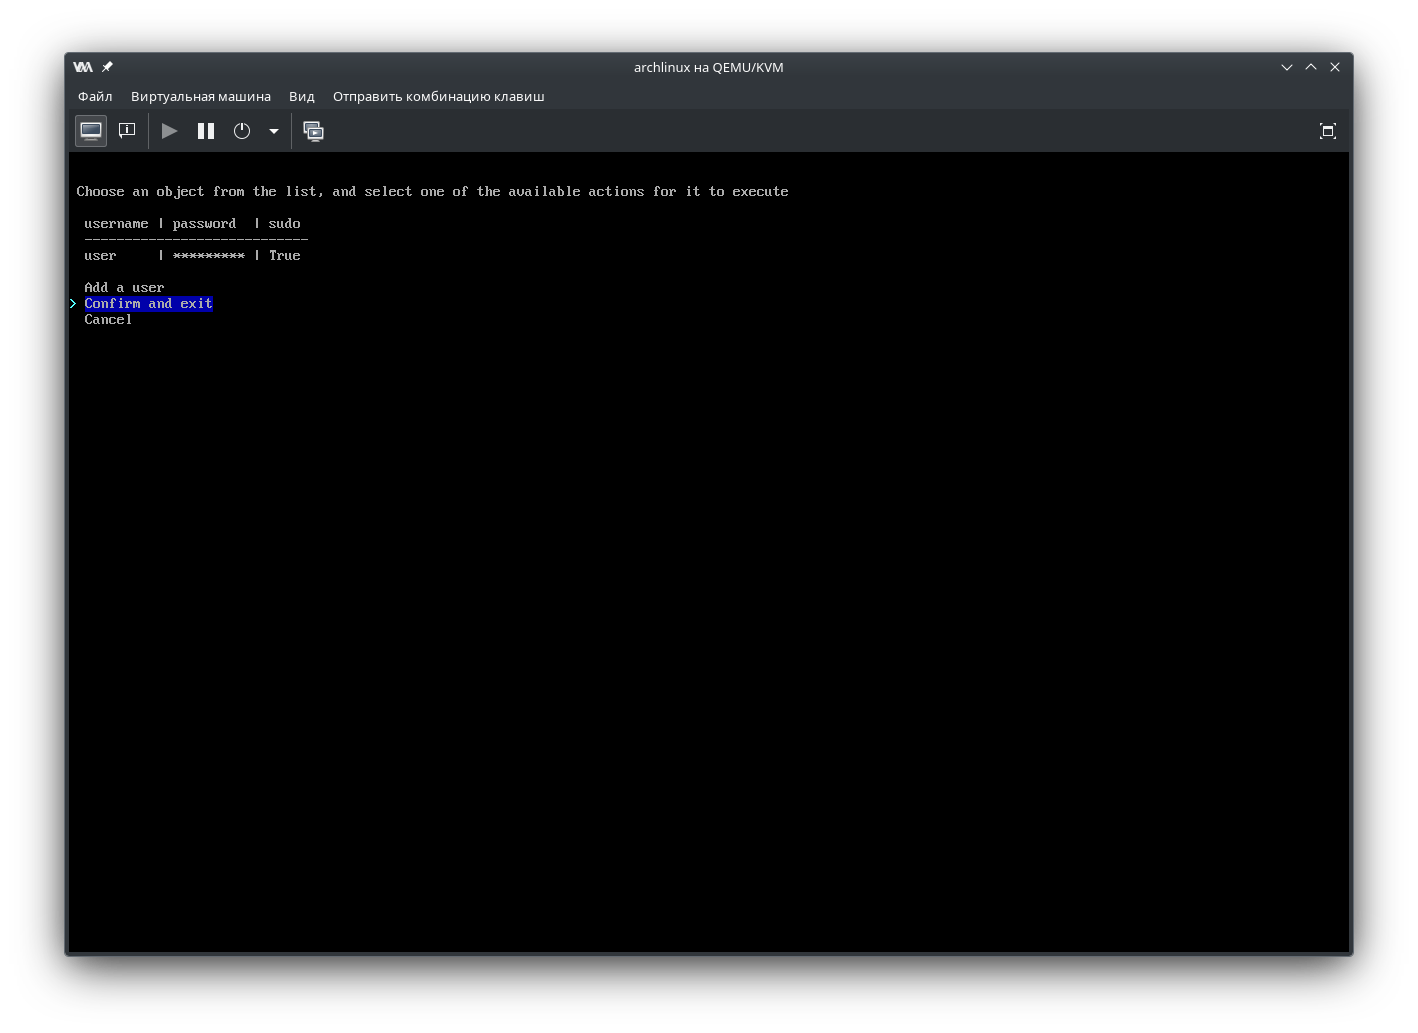 archlinux на QEMU/KVM
Файл Виртуальная машина Вид Отправить комбинацию клавиш
Choose an object from the list, and select one of the available actions for it to execute
username | password | sudo
----------------------------
user | ********* | True
Add a user
> Confirm and exit
Cancel